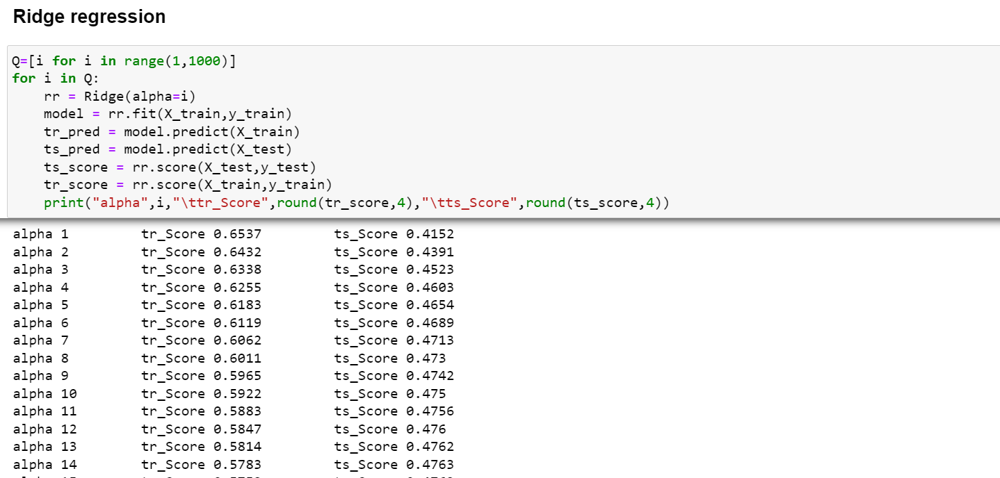 Ridge regression
Q=[i for i in range(1,1000)]
for i in Q:
    rr = Ridge(alpha=i)
    model = rr.fit(X_train,y_train)
    tr_pred = model.predict(X_train)
    ts_pred = model.predict(X_test)
    ts_score = rr.score(X_test,y_test)
    tr_score = rr.score(X_train,y_train)
    print("alpha",i,"\ttr_Score",round(tr_score,4),"\tts_Score",round(ts_score,4))
alpha 1 tr_Score 0.6537 ts_Score 0.4152
alpha 2 tr_Score 0.6432 ts_Score 0.4391
alpha 3 tr_Score 0.6338 ts_Score 0.4523
alpha 4 tr_Score 0.6255 ts_Score 0.4603
alpha 5 tr_Score 0.6183 ts_Score 0.4654
alpha 6 tr_Score 0.6119 ts_Score 0.4689
alpha 7 tr_Score 0.6062 ts_Score 0.4713
alpha 8 tr_Score 0.6011 ts_Score 0.473
alpha 9 tr_Score 0.5965 ts_Score 0.4742
alpha 10 tr_Score 0.5922 ts_Score 0.475
alpha 11 tr_Score 0.5883 ts_Score 0.4756
alpha 12 tr_Score 0.5847 ts_Score 0.476
alpha 13 tr_Score 0.5814 ts_Score 0.4762
alpha 14 tr_Score 0.5783 ts_Score 0.4763